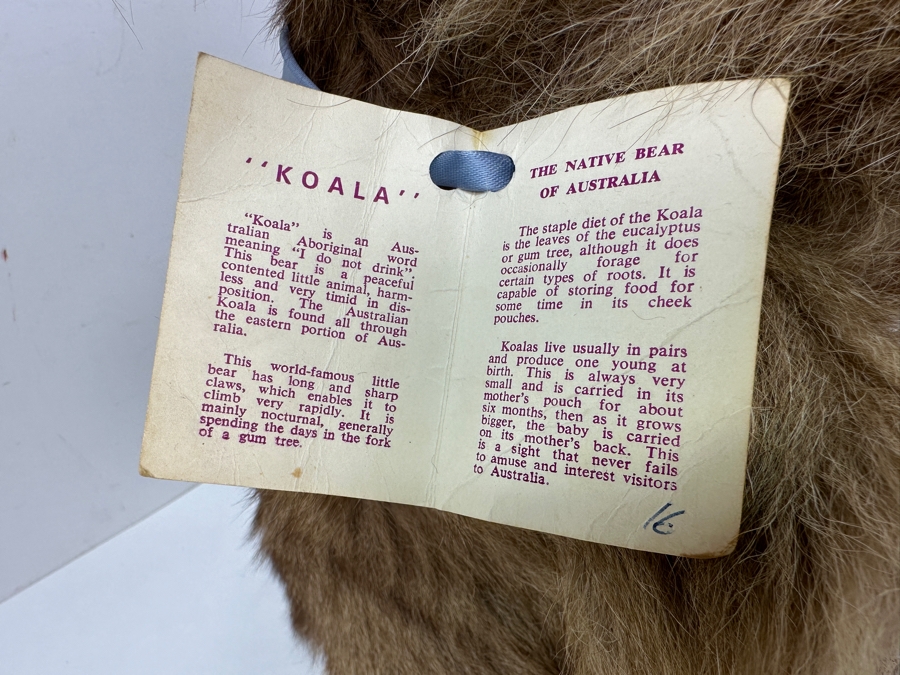 "KOALA"
"Koala" is an Aus-
tralian Aboriginal word
meaning "I do not drink".
This bear is a peaceful
contented little animal, harm-
less and very timid in dis-
position. The Australian
Koala is found all through
the eastern portion of Aus-
ralia.
This world-famous little
bear has long and sharp
claws, which enables it to
climb very rapidly. It is
mainly nocturnal, generally
spending the days in the fork
of a gum tree.
THE NATIVE BEAR
OF AUSTRALIA
The staple diet of the Koala
is the leaves of the eucalyptus
or gum tree, although it does
occasionally forage for
certain types of roots. It is
capable of storing food for
some time in its cheek
pouches.
Koalas live usually in pairs
and produce one young at
birth. This is always very
small and is carried in its
mother's pouch for about
six months, then as it grows
bigger, the baby is carried
on its mother's back. This
is a sight that never fails
to amuse and interest visitors
to Australia.